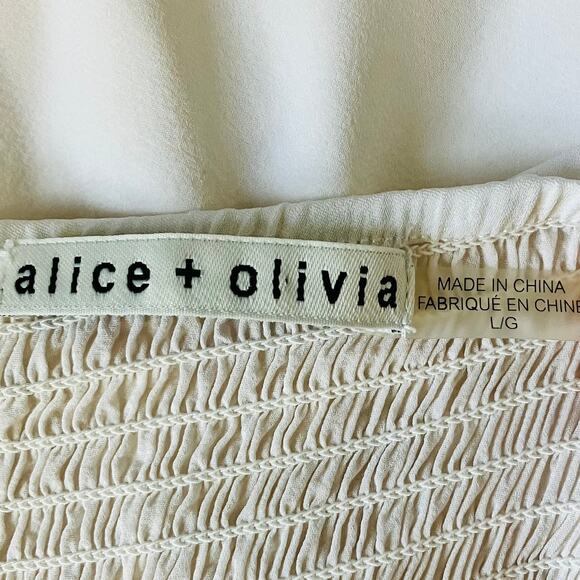 alice + olivia
MADE IN CHINA
FABRIQUÉ EN CHINE
L/G